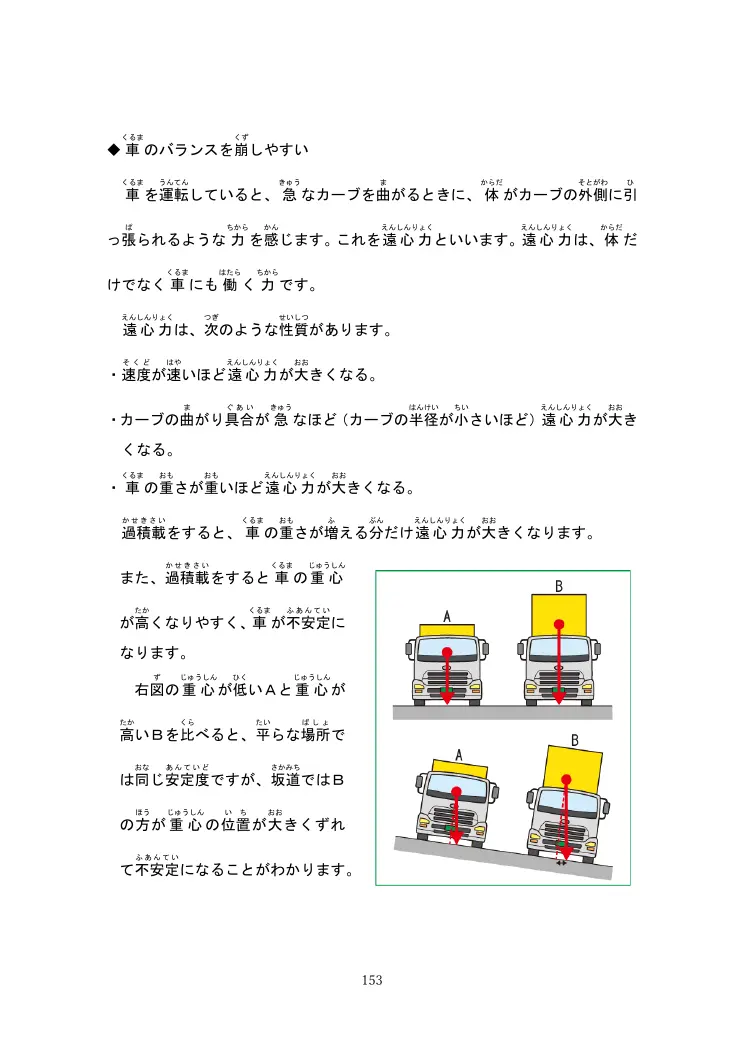 ◆車のバランスを崩しやすい
車を運転していると、急なカーブを曲がるときに、体がカーブの外側に引
っ張られるような力を感じます。これを遠心力といいます。遠心力は、体だ
けでなく車にも働く力です。
遠心力は、次のような性質があります。
・速度が速いほど遠心力が大きくなる。
・カーブの曲がり具合が急なほど（カーブの半径が小さいほど）遠心力が大き
くなる。
・車の重さが重いほど遠心力が大きくなる。
過積載をすると、車の重さが増える分だけ遠心力が大きくなります。
また、過積載をすると車の重心
が高くなりやすく、車が不安定に
なります。
右図の重心が低いＡと重心が
高いＢを比べると、平らな場所で
は同じ安定度ですが、坂道ではＢ
の方が重心の位置が大きくずれ
て不安定になることがわかります。
A
B
A
B
153